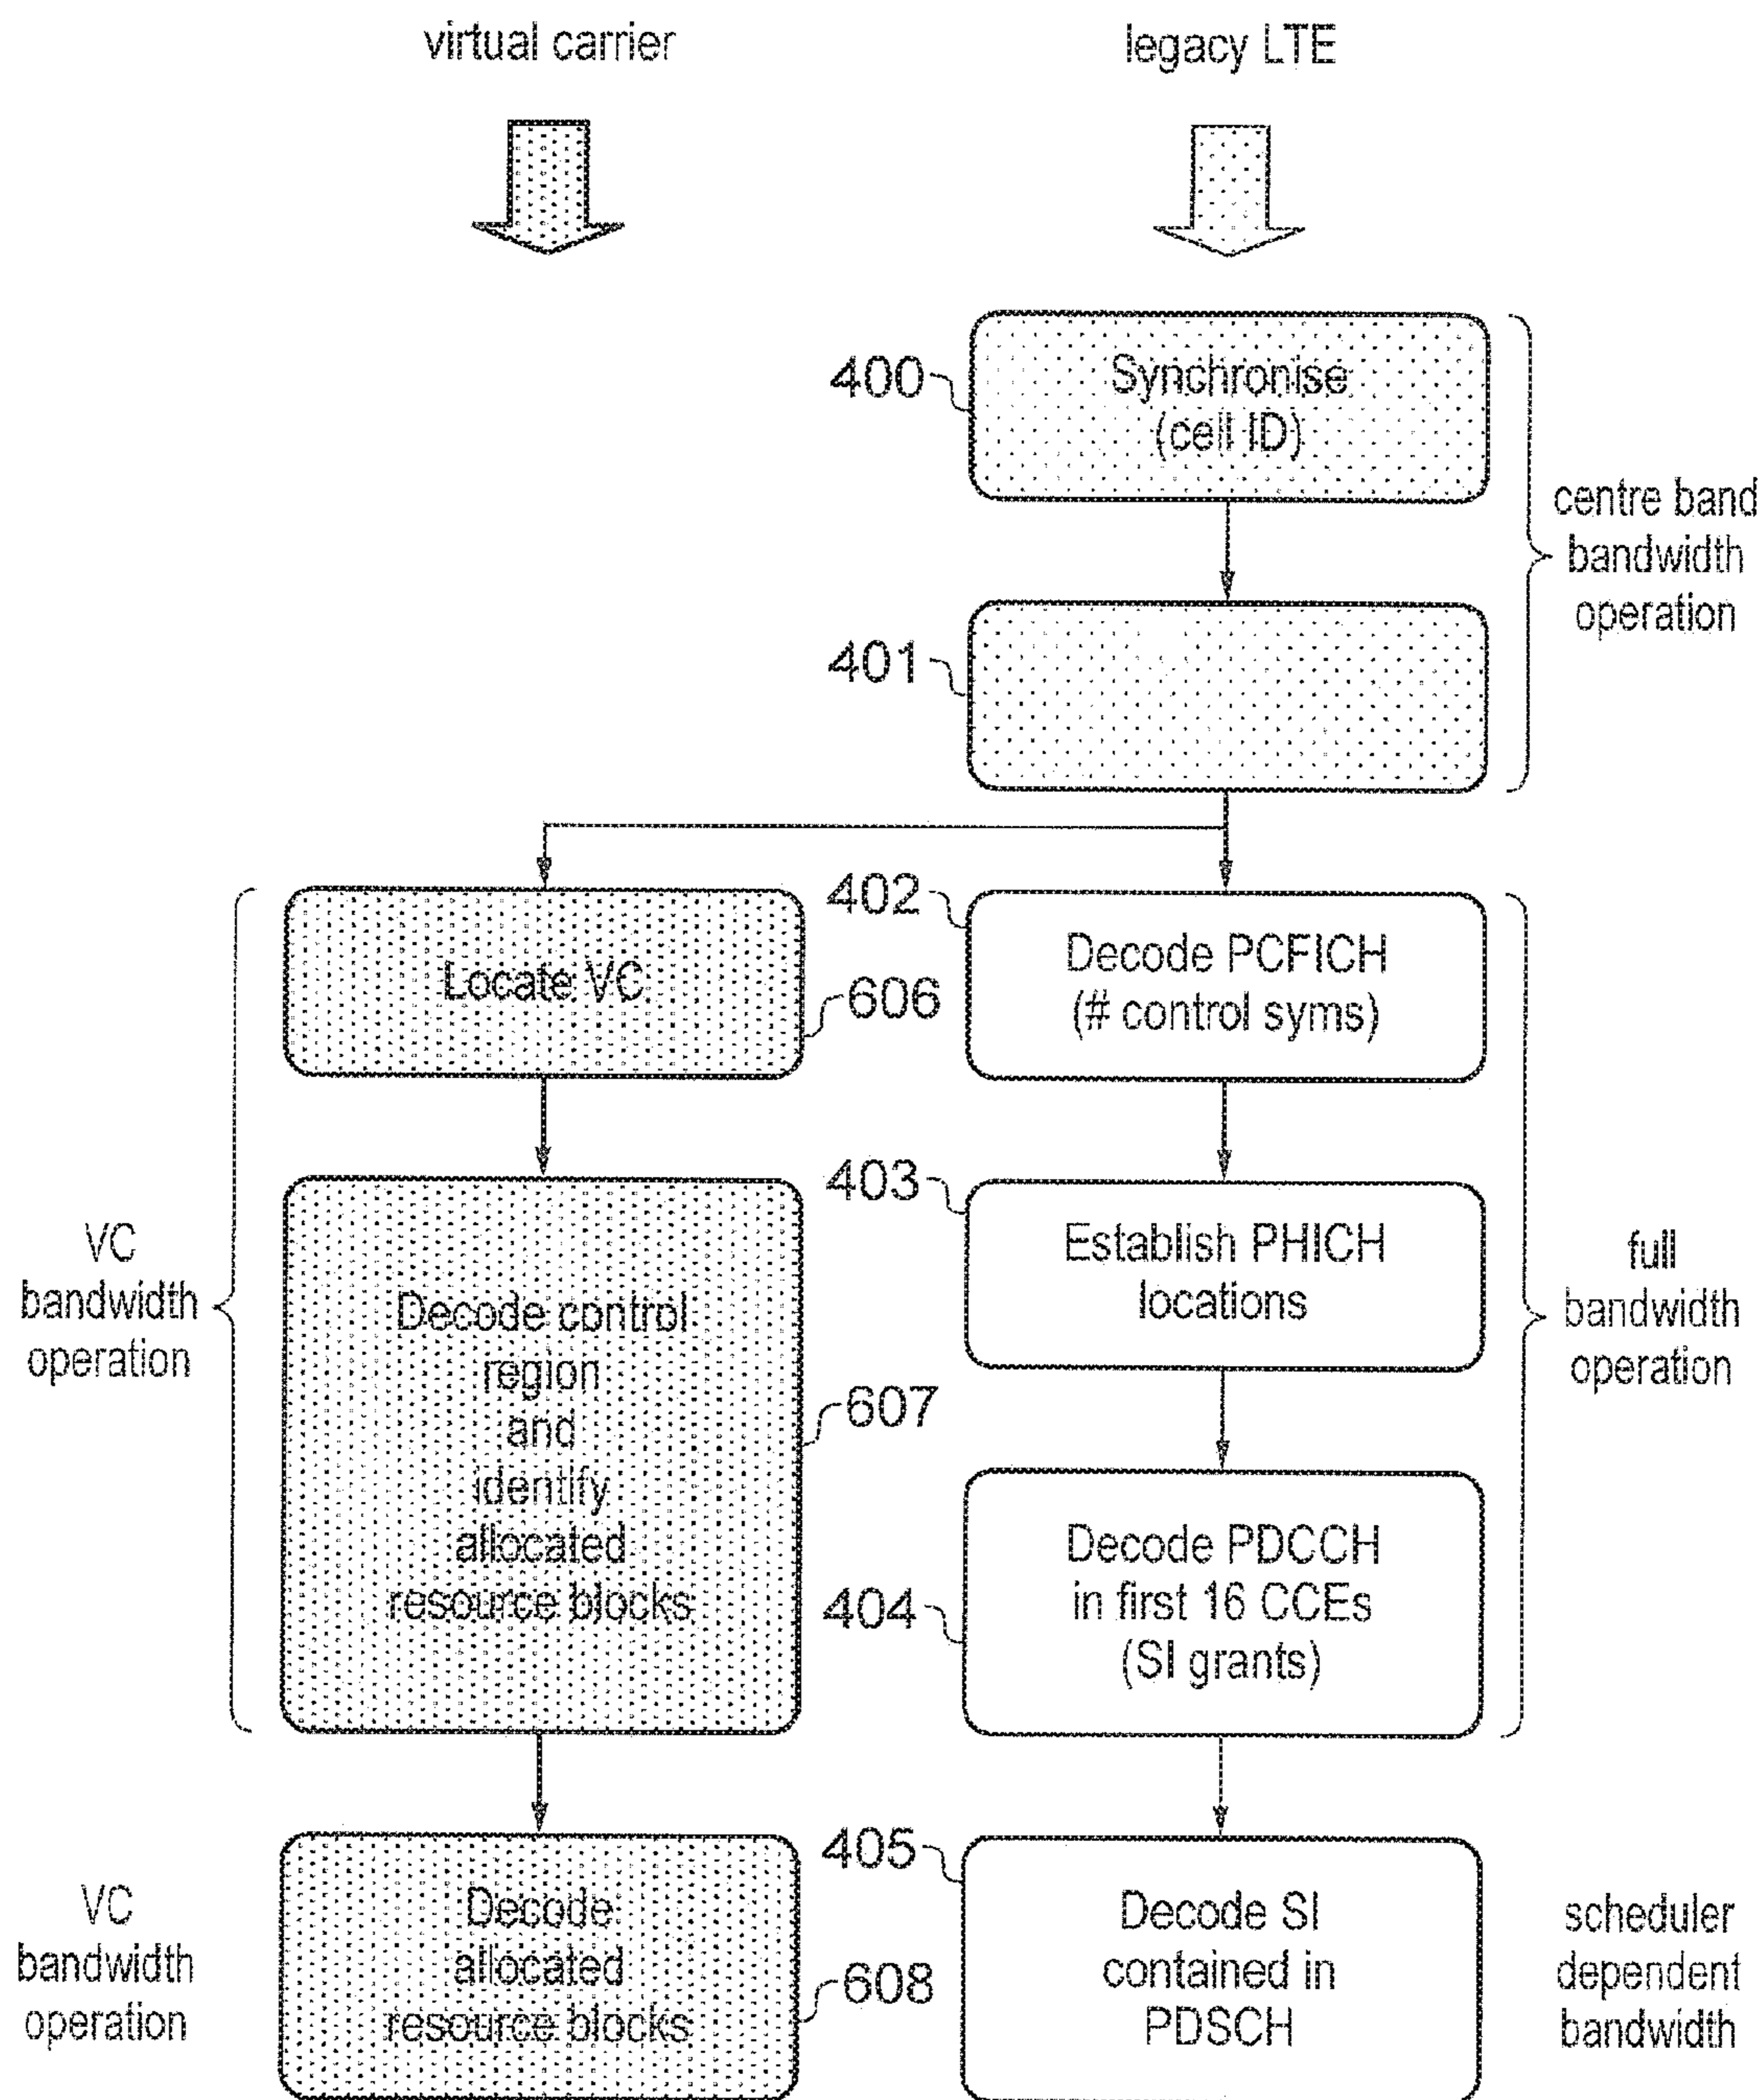 virtual carrier
legacy LTE
400
Synchronise
(cell ID)
centre band
bandwidth
operation
401
402
Locate VC
606
Decode PCFICH
(# control syms)
403
Establish PHICH
locations
VC
bandwidth
operation
Decode control
region
and
identify
allocated
resource blocks
607
full
bandwidth
operation
404
Decode PDCCH
in first 16 CCEs
(SI grants)
VC
bandwidth
operation
Decode
allocated
resource blocks
608
405
Decode SI
contained in
PDSCH
scheduler
dependent
bandwidth